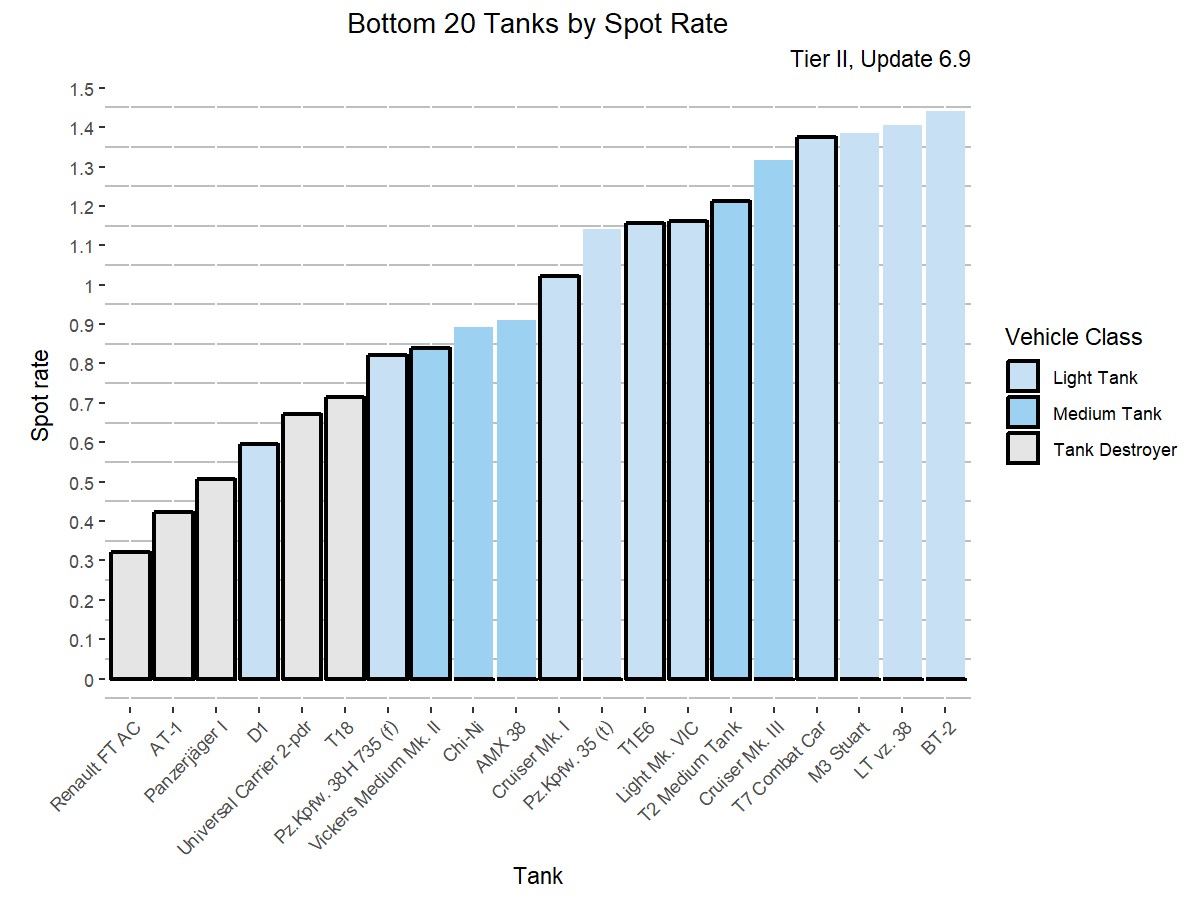 Bottom 20 Tanks by Spot Rate
Tier II, Update 6.9
1.5
1.4
1.3
1.2
1.1
1
0.9
0.8
0.7
0.6
0.5
0.4
0.3
0.2
0.1
0
Spot rate
Renault FT AC
AT-1
Panzerjäger I
D1
Universal Carrier 2-pdr
T18
Pz.Kpfw. 38H 735 (f)
Vickers Medium Mk. II
Chi-Ni
AMX 38
Cruiser Mk. I
Pz.Kpfw. 35 (t)
T1E6
Light Mk. VIC
T2 Medium Tank
Cruiser Mk. III
T7 Combat Car
M3 Stuart
LT vz. 38
BT-2
Tank
Vehicle Class
Light Tank
Medium Tank
Tank Destroyer